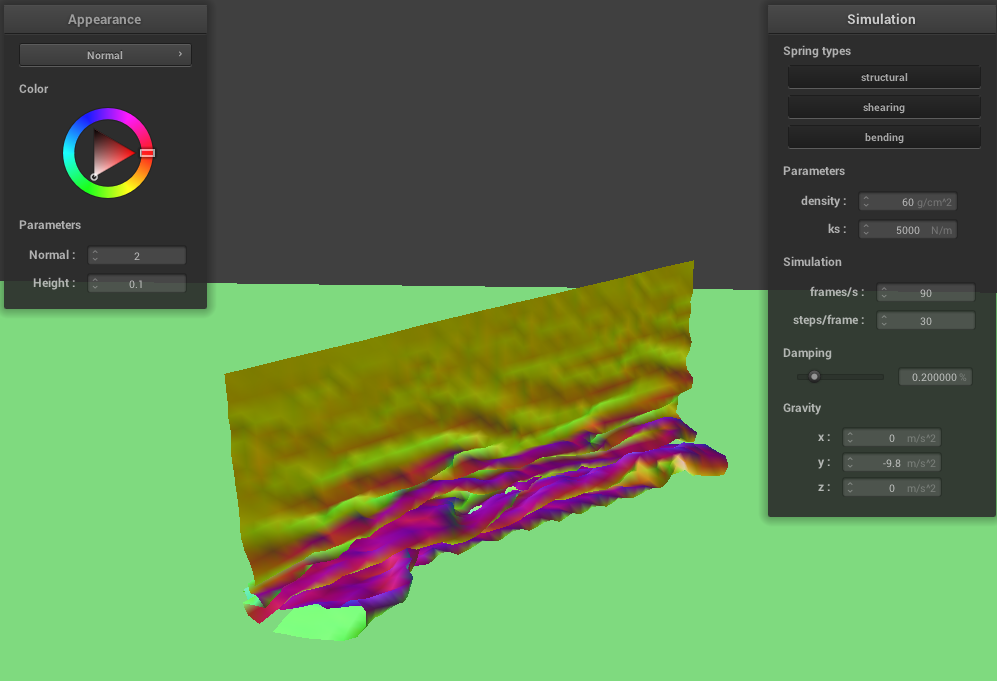 Appearance
Normal
Color
Parameters
Normal : 2
Height : 0.1
Simulation
Spring types
structural
shearing
bending
Parameters
density : 60 g/cm^2
ks : 5000 N/m
Simulation
frames/s : 90
steps/frame : 30
Damping
0.200000 %
Gravity
x : 0 m/s^2
y : -9.8 m/s^2
z : 0 m/s^2